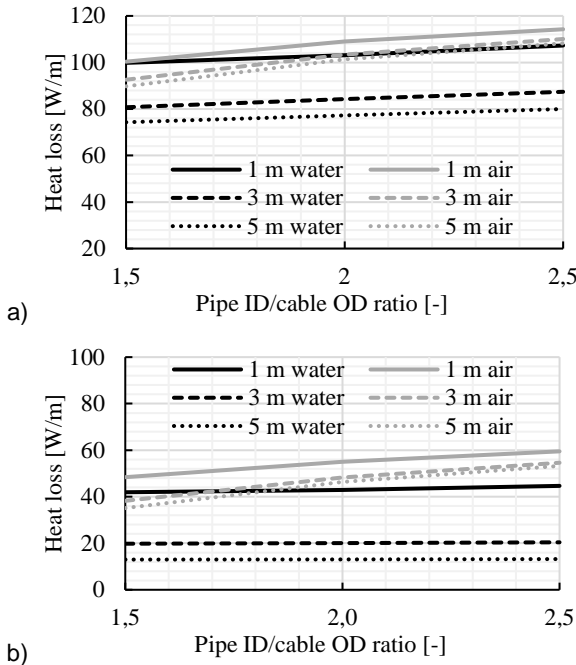 120
100
80
60
40
20
Heat loss [W/m]
1 m water
1 m air
3 m water
3 m air
5 m water
5 m air
1,5
2
2,5
Pipe ID/cable OD ratio [-]
a)
100
80
60
40
20
0
Heat loss [W/m]
1 m water
1 m air
3 m water
3 m air
5 m water
5 m air
1,5
2,0
2,5
Pipe ID/cable OD ratio [-]
b)